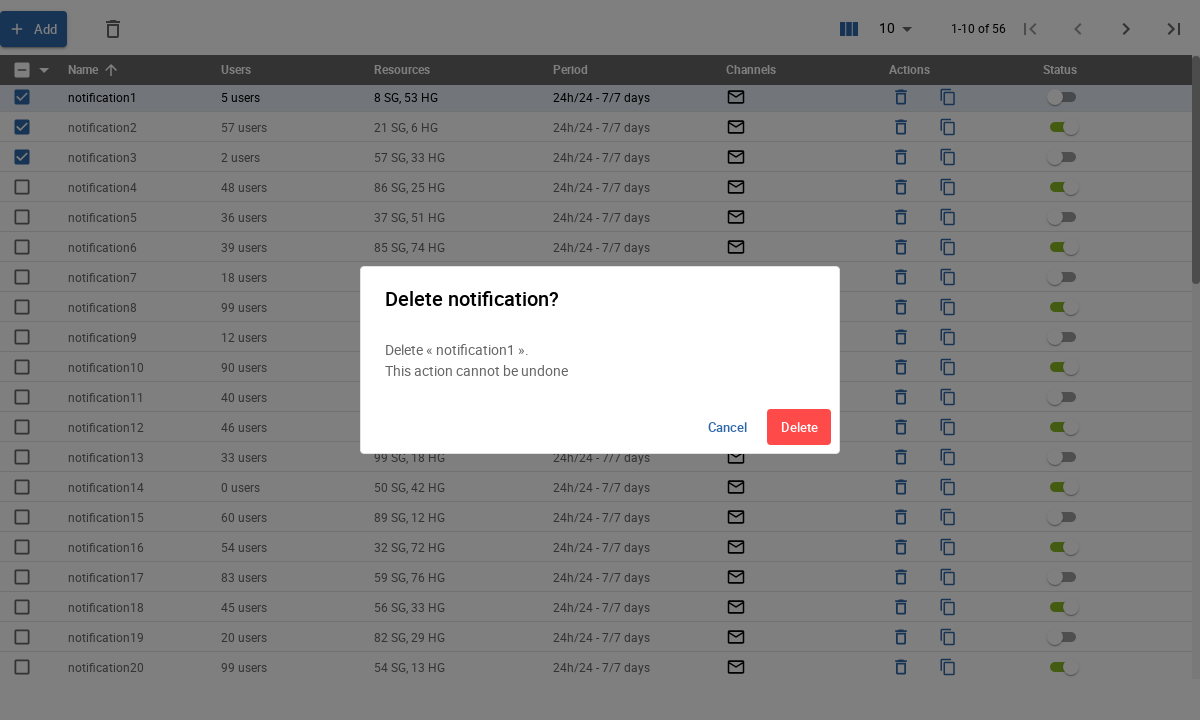 Add
10
1-10 of 56
Name Users Resources Period Channels Actions Status
notification1 5 users 8 SG, 53 HG 24h/24 - 7/7 days
notification2 57 users 21 SG, 6 HG 24h/24 - 7/7 days
notification3 2 users 57 SG, 33 HG 24h/24 - 7/7 days
notification4 48 users 86 SG, 25 HG 24h/24 - 7/7 days
notification5 36 users 37 SG, 51 HG 24h/24 - 7/7 days
notification6 39 users 85 SG, 74 HG 24h/24 - 7/7 days
notification7 18 users
notification8 99 users
notification9 12 users
notification10 90 users
notification11 40 users
notification12 46 users
Delete notification?
Delete « notification1 ».
This action cannot be undone
Cancel Delete
notification13 33 users 99 SG, 18 HG 24h/24 - 7/7 days
notification14 0 users 50 SG, 42 HG 24h/24 - 7/7 days
notification15 60 users 89 SG, 12 HG 24h/24 - 7/7 days
notification16 54 users 32 SG, 72 HG 24h/24 - 7/7 days
notification17 83 users 59 SG, 76 HG 24h/24 - 7/7 days
notification18 45 users 56 SG, 33 HG 24h/24 - 7/7 days
notification19 20 users 82 SG, 29 HG 24h/24 - 7/7 days
notification20 99 users 54 SG, 13 HG 24h/24 - 7/7 days